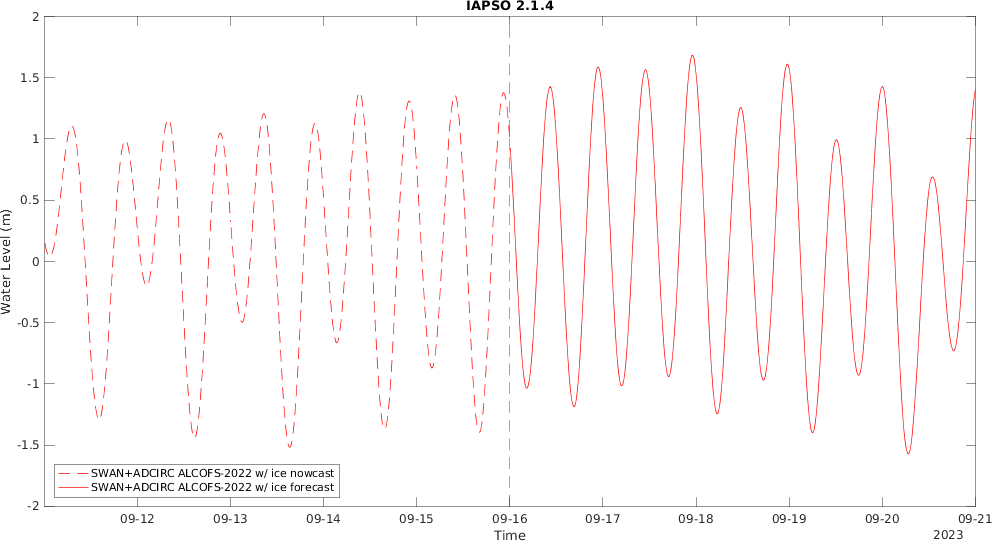 IAPSO 2.1.4
2
1.5
1
0.5
0
-0.5
-1
-1.5
-2
Water Level (m)
SWAN+ADCIRC ALCOFS-2022 w/ ice nowcast
SWAN+ADCIRC ALCOFS-2022 w/ ice forecast
09-12 09-13 09-14 09-15 09-16 09-17 09-18 09-19 09-20 09-21
Time
2023